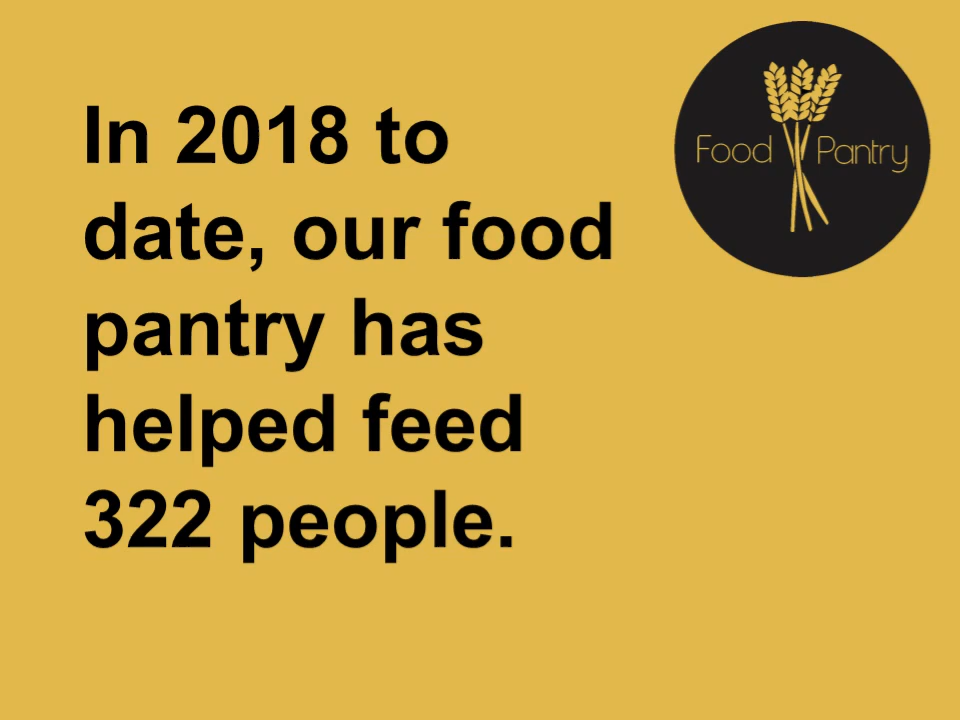 In 2018 to
date, our food
pantry has
helped feed
322 people.
Food Pantry